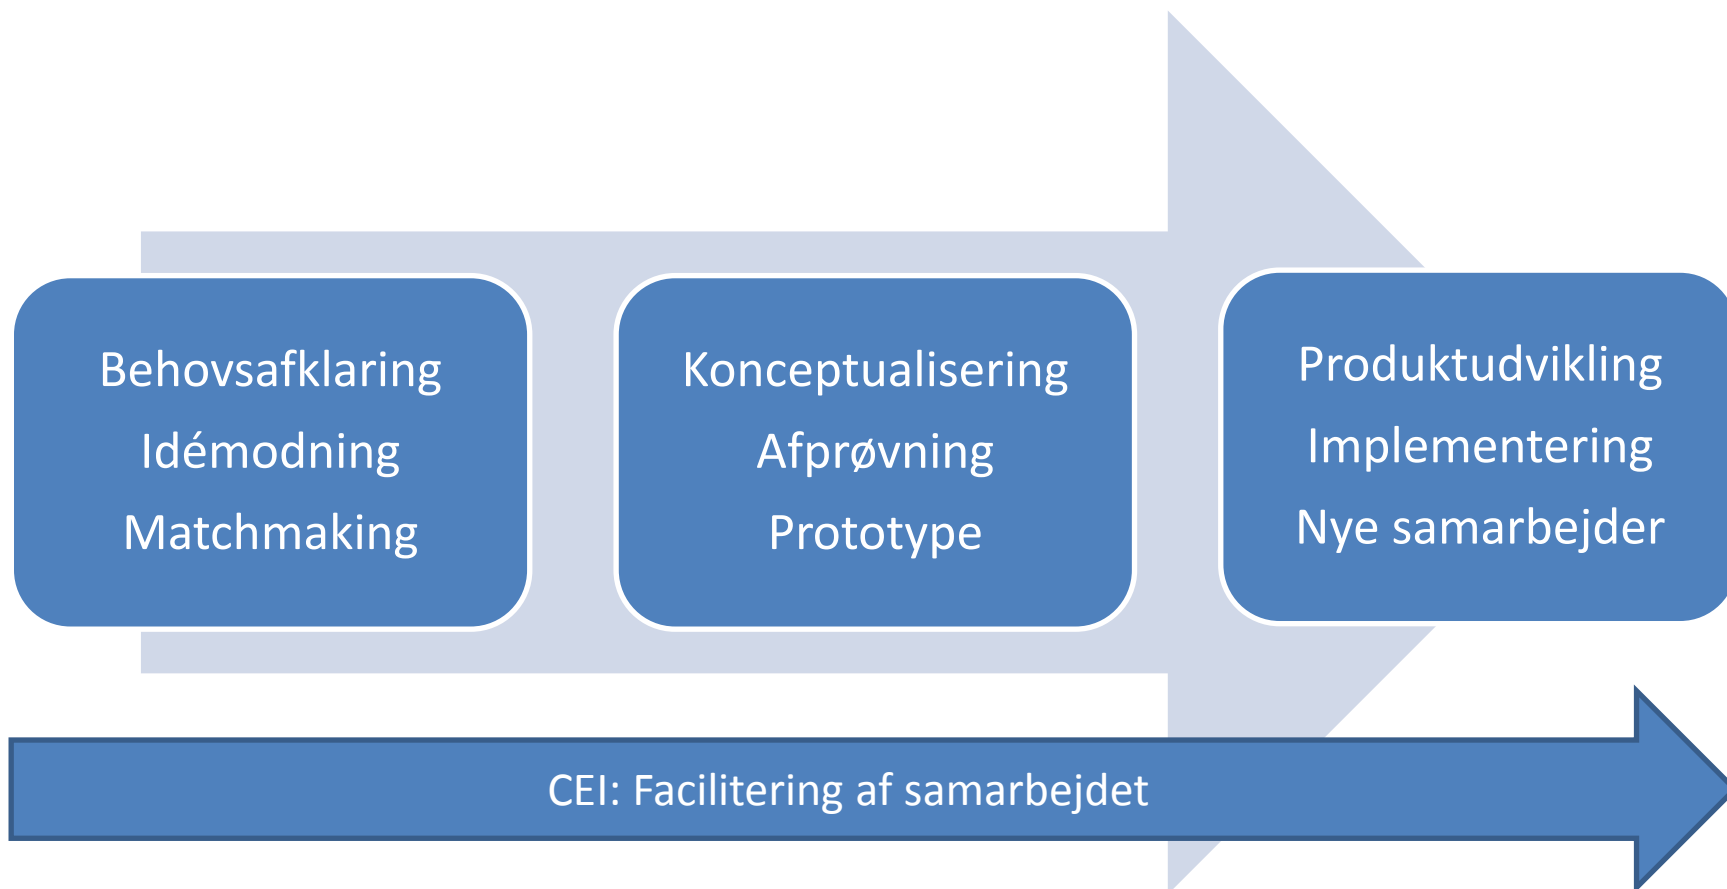 Behovsafklaring
Idémodning
Matchmaking
Konceptualisering
Afprøvning
Prototype
Produktudvikling
Implementering
Nye samarbejder
CEI: Facilitering af samarbejdet